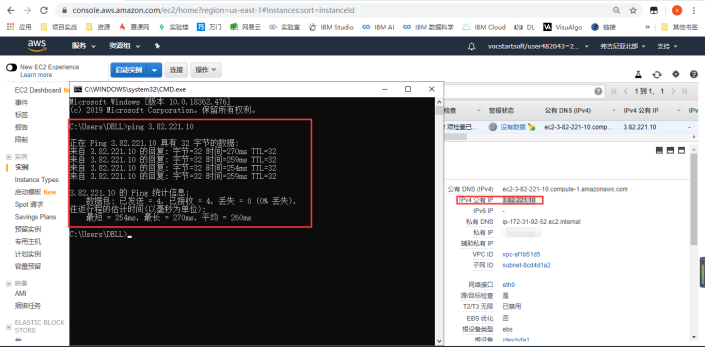 console.aws.amazon.com/ec2/home?region=us-east-1#Instances:sort=instanceId
应用 项目实战 资源 慕课网 实验楼 万门 网易云 实验室 IBM Studio IBM AI IBM 数据科学 IBM Cloud DL VisuAlgo 链接 其他书签
aws 服务 资源组 vocstartsoft/user482043=2... 弗吉尼亚北部 支持
New EC2 Experience
Learn more
启动实例 连接 操作
EC2 Dashboard New
事件
标签
报告
限制
实例
实例
Instance Types
启动模板 New
Spot 请求
Savings Plans
预留实例
专用主机
计划实例
容量预留
映像
AMI
捆绑任务
ELASTIC BLOCK
STORE
C:\WINDOWS\system32\CMD.exe
Microsoft Windows [版本 10.0.18362.476]
(c) 2019 Microsoft Corporation。保留所有权利。
C:\Users\DELL>ping 3.82.221.10
正在 Ping 3.82.221.10 具有 32 字节的数据:
来自 3.82.221.10 的回复: 字节=32 时间=270ms TTL=32
来自 3.82.221.10 的回复: 字节=32 时间=259ms TTL=32
来自 3.82.221.10 的回复: 字节=32 时间=254ms TTL=32
来自 3.82.221.10 的回复: 字节=32 时间=259ms TTL=32
3.82.221.10 的 Ping 统计信息:
数据包: 已发送 = 4，已接收 = 4，丢失 = 0 (0% 丢失)，
往返行程的估计时间(以毫秒为单位):
最短 = 254ms，最长 = 270ms，平均 = 260ms
C:\Users\DELL>
1 到 1，
检查 警报状态 公有 DNS (IPv4) IPv4 公有 IP
项检查已... 没有数据 ec2-3-82-221-10.comp... 3.82.221.10 -
公有 DNS (IPv4) ec2-3-82-221-10.compute-1.amazonaws.com
IPv4 公有 IP 3.82.221.10
IPv6 IP -
私有 DNS ip-172-31-92-52.ec2.internal
私有 IP
辅助私有 IP
VPC ID vpc-af1b51d5
子网 ID subnet-8cd4d1a2
网络接口 eth0
源/目标检查 是
T2/T3 无限 已禁用
EBS 优化 否
根设备类型 ebs
根设备 /dev/sda1